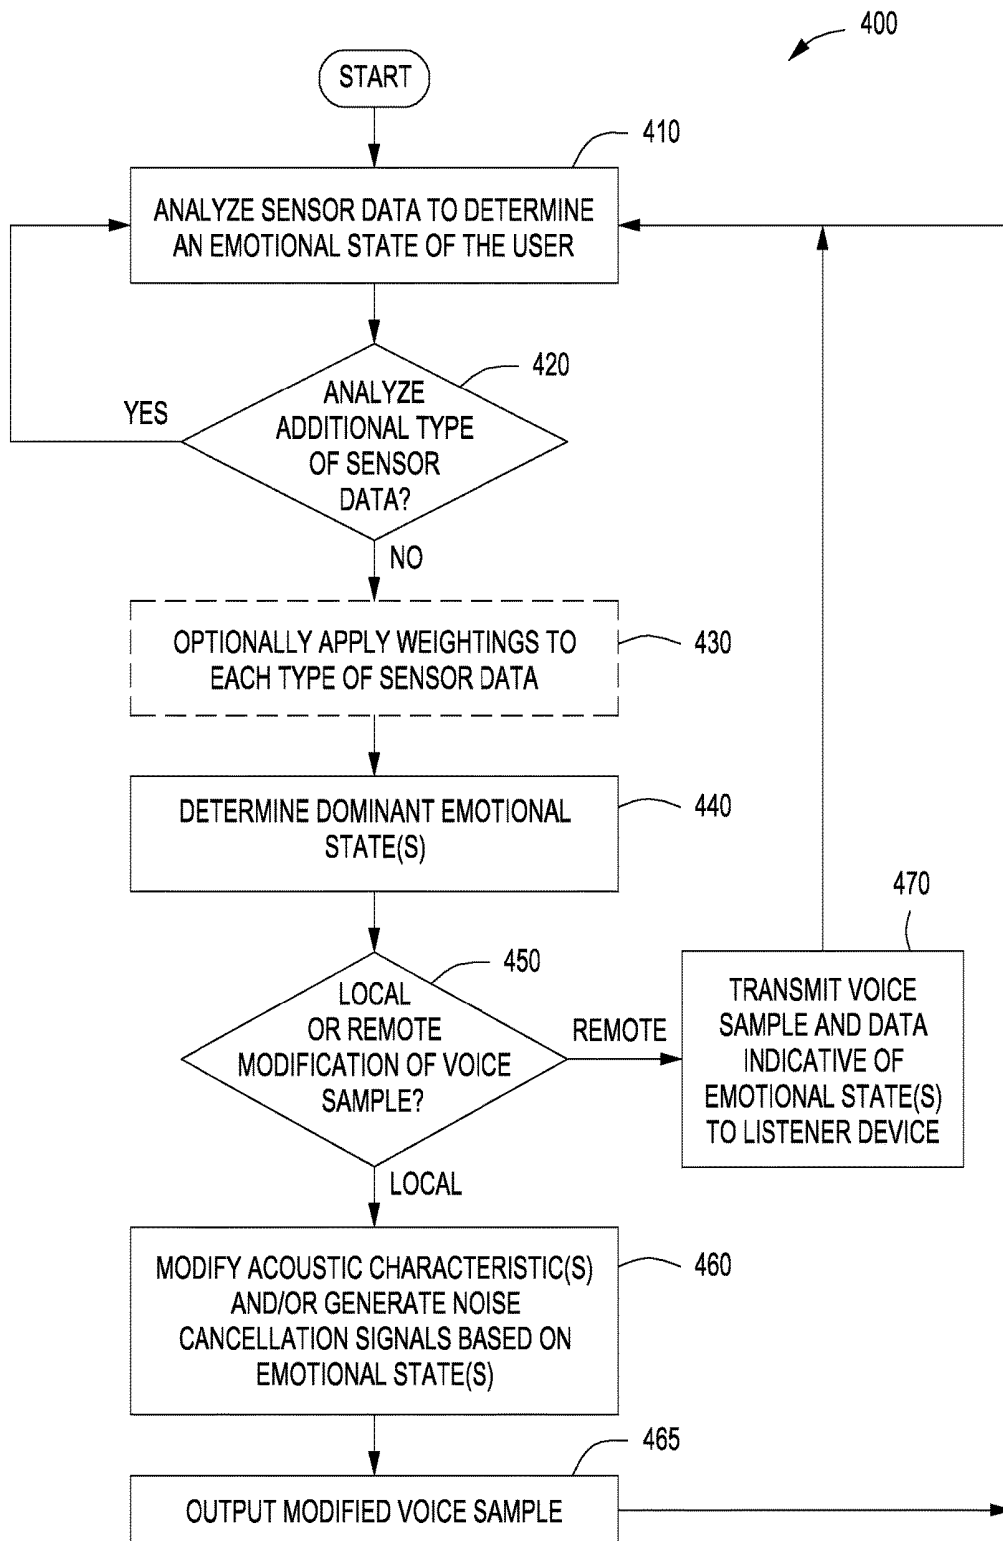 400
START
410
ANALYZE SENSOR DATA TO DETERMINE
AN EMOTIONAL STATE OF THE USER
420
YES
ANALYZE
ADDITIONAL TYPE
OF SENSOR
DATA?
NO
OPTIONALLY APPLY WEIGHTINGS TO
EACH TYPE OF SENSOR DATA
430
DETERMINE DOMINANT EMOTIONAL
STATE(S)
440
450
LOCAL
OR REMOTE
MODIFICATION OF VOICE
SAMPLE?
REMOTE
470
TRANSMIT VOICE
SAMPLE AND DATA
INDICATIVE OF
EMOTIONAL STATE(S)
TO LISTENER DEVICE
LOCAL
MODIFY ACOUSTIC CHARACTERISTIC(S)
AND/OR GENERATE NOISE
CANCELLATION SIGNALS BASED ON
EMOTIONAL STATE(S)
460
465
OUTPUT MODIFIED VOICE SAMPLE